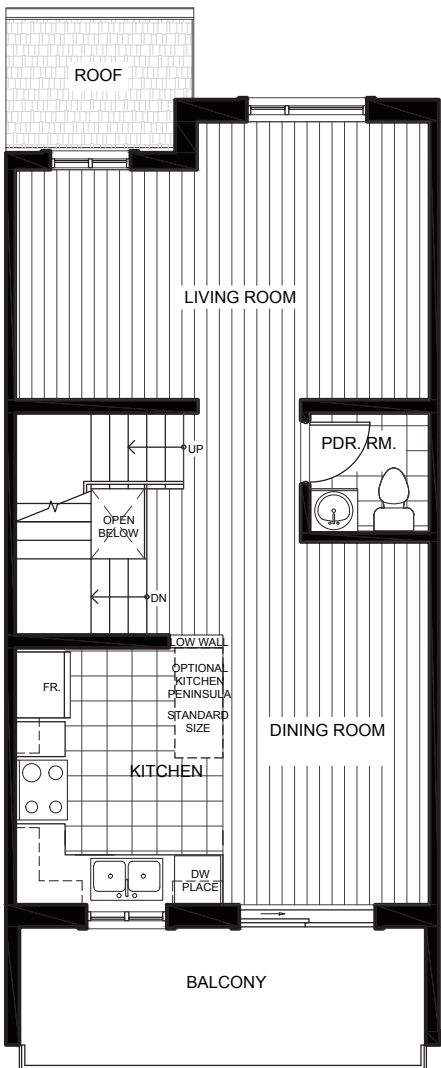 ROOF
LIVING ROOM
PDR. RM.
UP
OPEN
BELOW
DN
LOW WALL
OPTIONAL
KITCHEN
PENINSULA
STANDARD
SIZE
FR.
DINING ROOM
KITCHEN
DW
PLACE
BALCONY